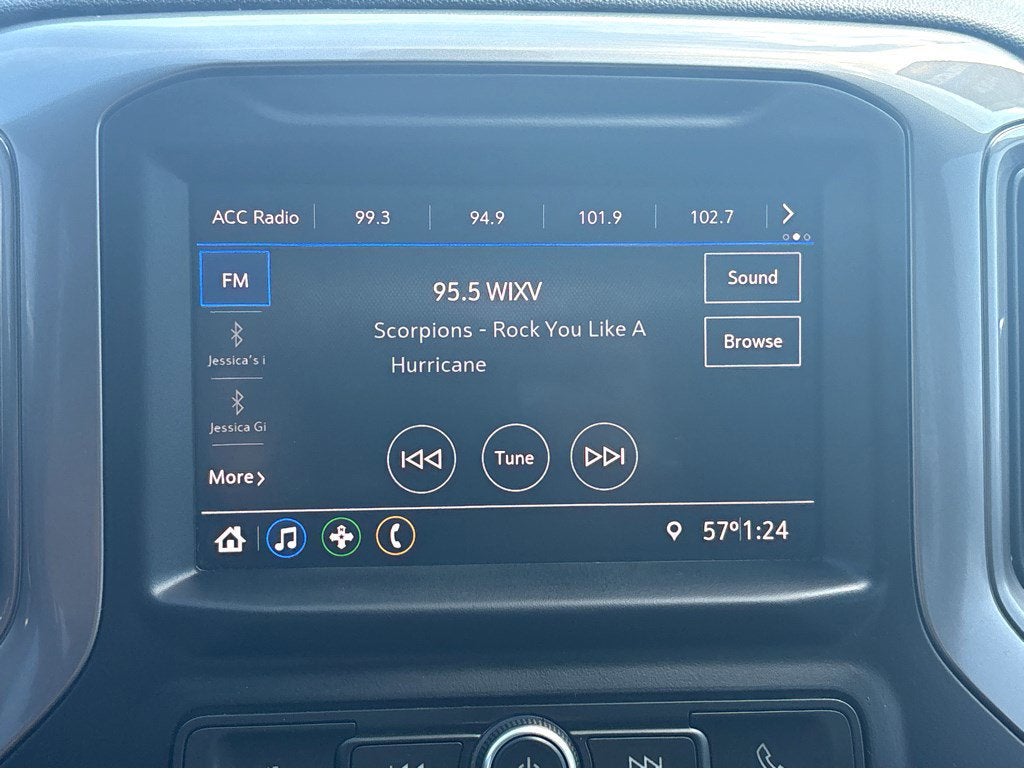 ACC Radio 99.3 94.9 101.9 102.7
FM
95.5 WIXV
Sound
Scorpions - Rock You Like A
Hurricane
Browse
Jessica's i
Jessica Gi
More
Tune
57° 1:24